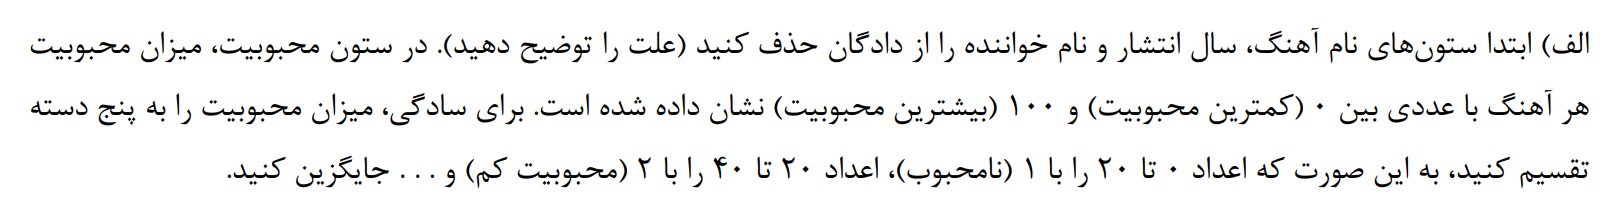 الف) ابتدا ستون‌های نام آهنگ، سال انتشار و نام خواننده را از دادگان حذف کنید (علت را توضیح دهید). در ستون محبوبیت، میزان محبوبیت
هر آهنگ با عددی بین ۰ (کمترین محبوبیت) و ۱۰۰ (بیشترین محبوبیت) نشان داده شده است. برای سادگی، میزان محبوبیت را به پنج دسته
تقسیم کنید، به این صورت که اعداد ۰ تا ۲۰ را با ۱ (نامحبوب)، اعداد ۲۰ تا ۴۰ را با ۲ (محبوبیت کم) و . . . جایگزین کنید.